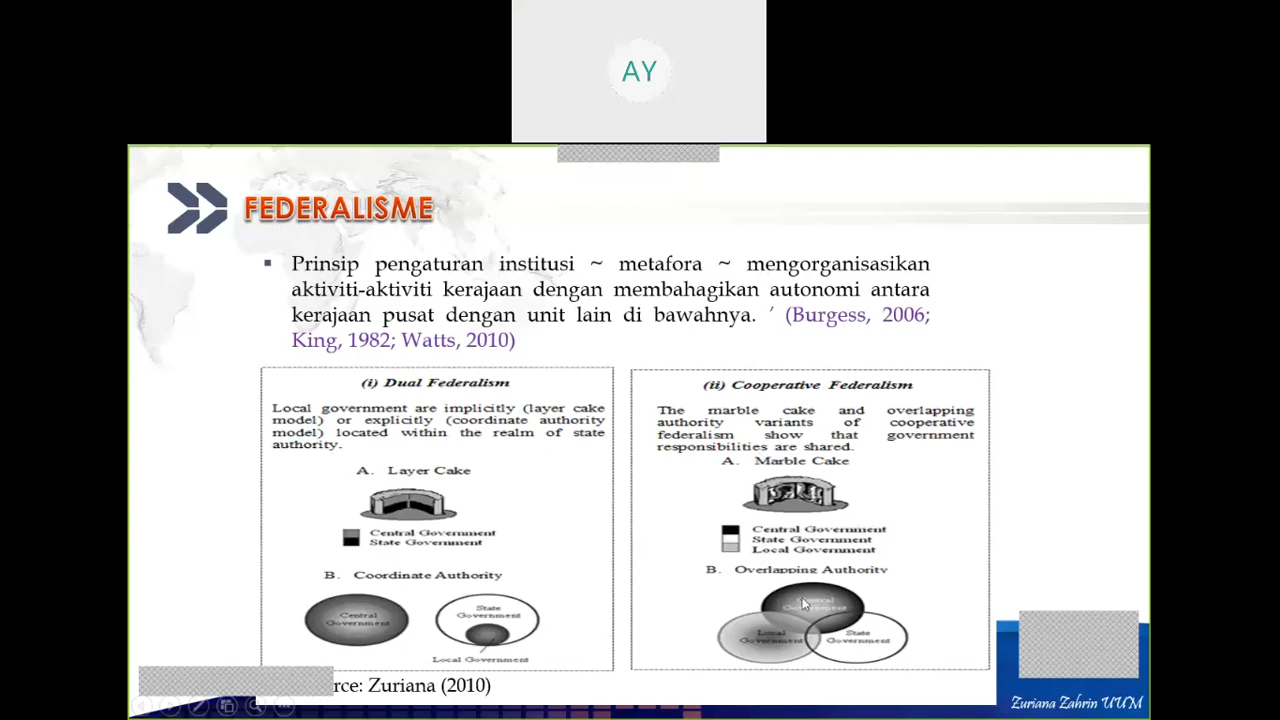 AY
FEDERALISME
Prinsip pengaturan institusi ~ metafora ~ mengorganisasikan
aktiviti-aktiviti kerajaan dengan membahagikan autonomi antara
kerajaan pusat dengan unit lain di bawahnya. ' (Burgess, 2006;
King, 1982; Watts, 2010)
(i) Dual Federalism
Local government are implicitly (layer cake
model) or explicitly (coordinate authority
model) located within the realm of state
authority.
A. Layer Cake
Central Government
State Government
B. Coordinate Authority
Central
Government
State
Government
Local Government
(ii) Cooperative Federalism
The marble cake and overlapping
authority variants of cooperative
federalism show that government
responsibilities are shared.
A. Marble Cake
Central Government
State Government
Local Government
B. Overlapping Authority
Government
Local
Government
State
Government
rce: Zuriana (2010)
Zuriana Zahrin UUM